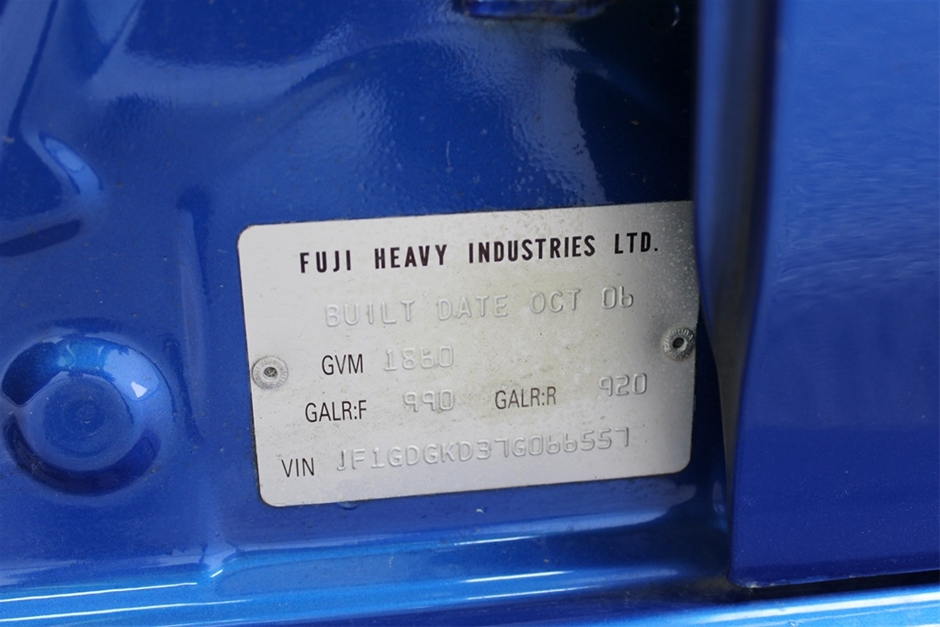 FUJI HEAVY INDUSTRIES LTD.
BUILT DATE OCT 06
GVM 1860
GALR:F 990 GALR:R 920
VIN JF1GDGKD37G066557